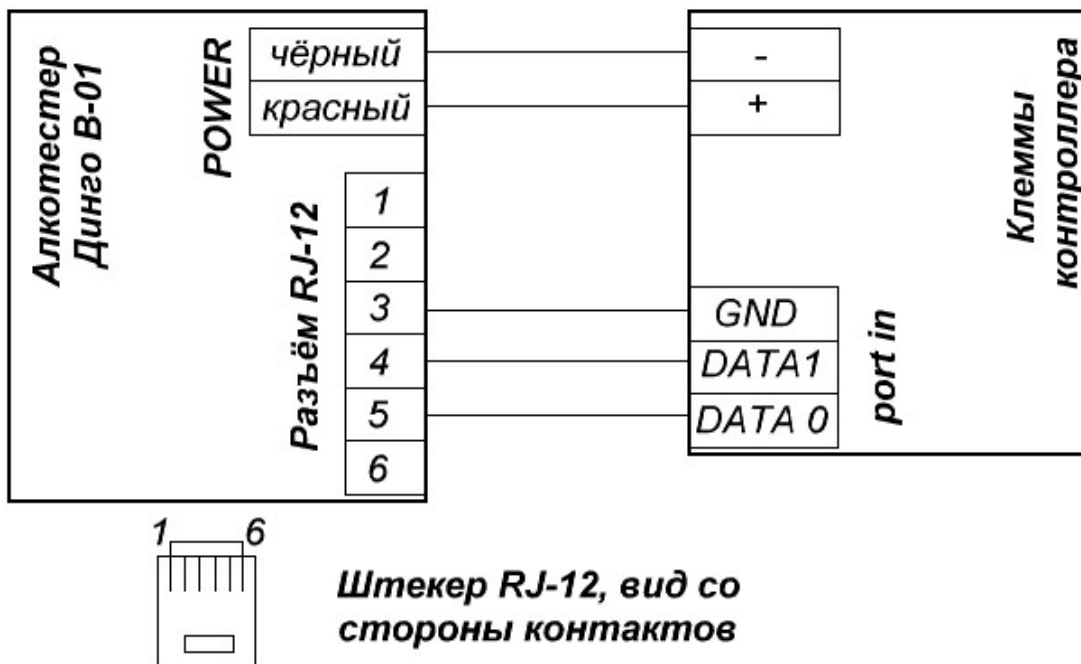 Алкотестер
Динго В-01
POWER
чёрный
красный
Разъём RJ-12
1
2
3
4
5
6
-
+
GND
DATA1
DATA 0
port in
Клеммы
контроллера
1 6
Штекер RJ-12, вид со
стороны контактов